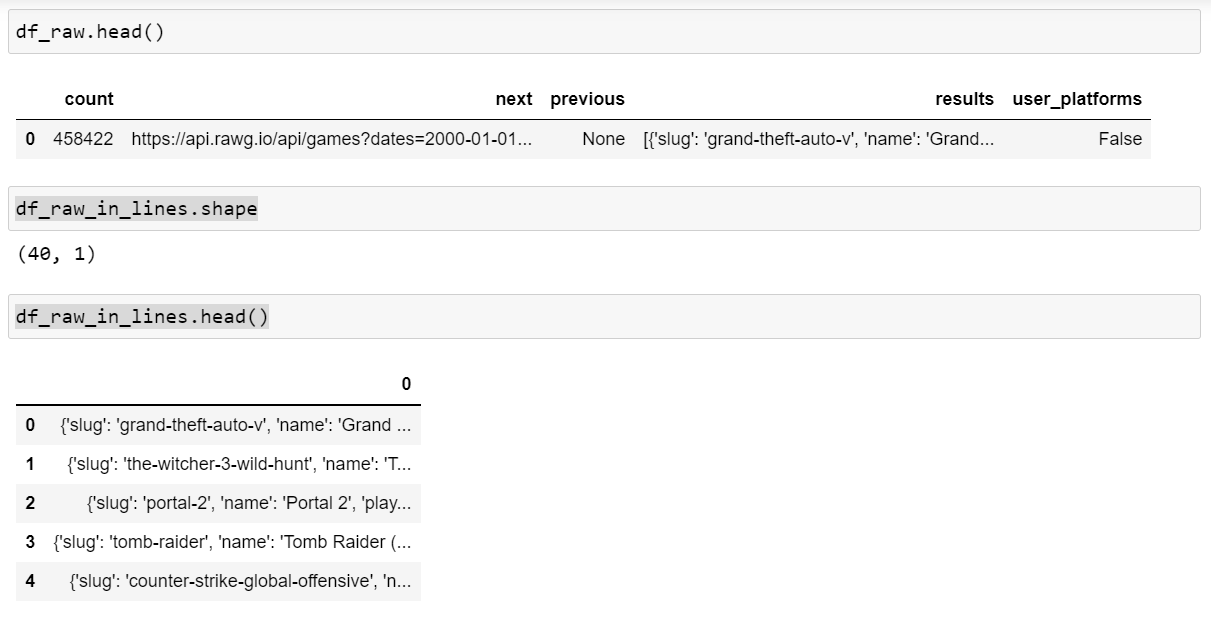 df_raw.head()
count next previous results user_platforms
0 458422 https://api.rawg.io/api/games?dates=2000-01-01... None [{'slug': 'grand-theft-auto-v', 'name': 'Grand... False
df_raw_in_lines.shape
(40, 1)
df_raw_in_lines.head()
0
0 {'slug': 'grand-theft-auto-v', 'name': 'Grand ...
1 {'slug': 'the-witcher-3-wild-hunt', 'name': 'T...
2 {'slug': 'portal-2', 'name': 'Portal 2', 'play...
3 {'slug': 'tomb-raider', 'name': 'Tomb Raider (...
4 {'slug': 'counter-strike-global-offensive', 'n...